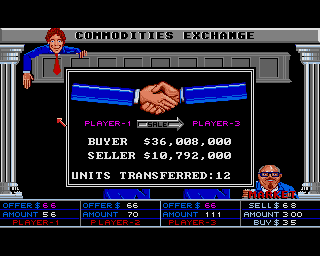 COMMODITIES EXCHANGE
PLAYER-1 SALE PLAYER-3
BUYER $36,008,000
SELLER $10,792,000
UNITS TRANSFERRED:12
MARKET
OFFER $ 66 OFFER $ 66 OFFER $ 66 SELL $ 68
AMOUNT 56 AMOUNT 70 AMOUNT 111 AMOUNT 300
PLAYER-1 PLAYER-2 PLAYER-3 BUY $ 35